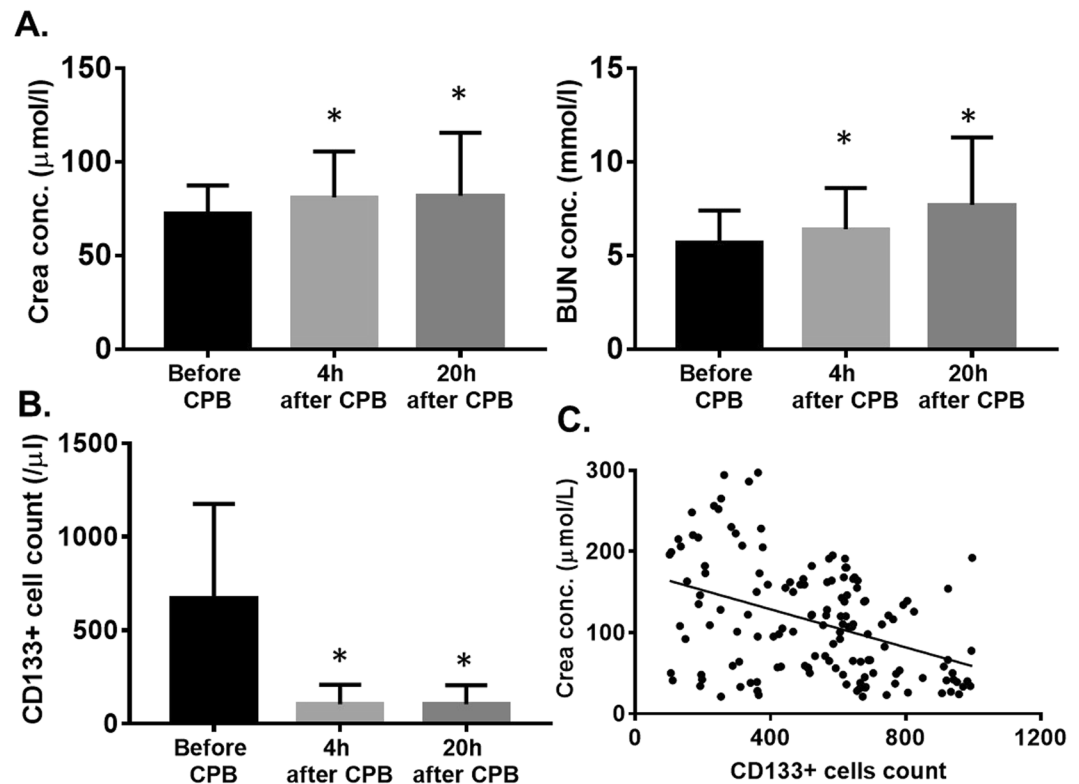 A.
Crea conc. (μmol/l)
150
100
50
0
*
*
Before
CPB
4h
after CPB
20h
after CPB
BUN conc. (mmol/l)
15
10
5
0
*
*
Before
CPB
4h
after CPB
20h
after CPB
B.
CD133+ cell count (/μl)
1500
1000
500
0
*
*
Before
CPB
4h
after CPB
20h
after CPB
C.
Crea conc. (μmol/L)
300
200
100
0
0
400
800
1200
CD133+ cells count